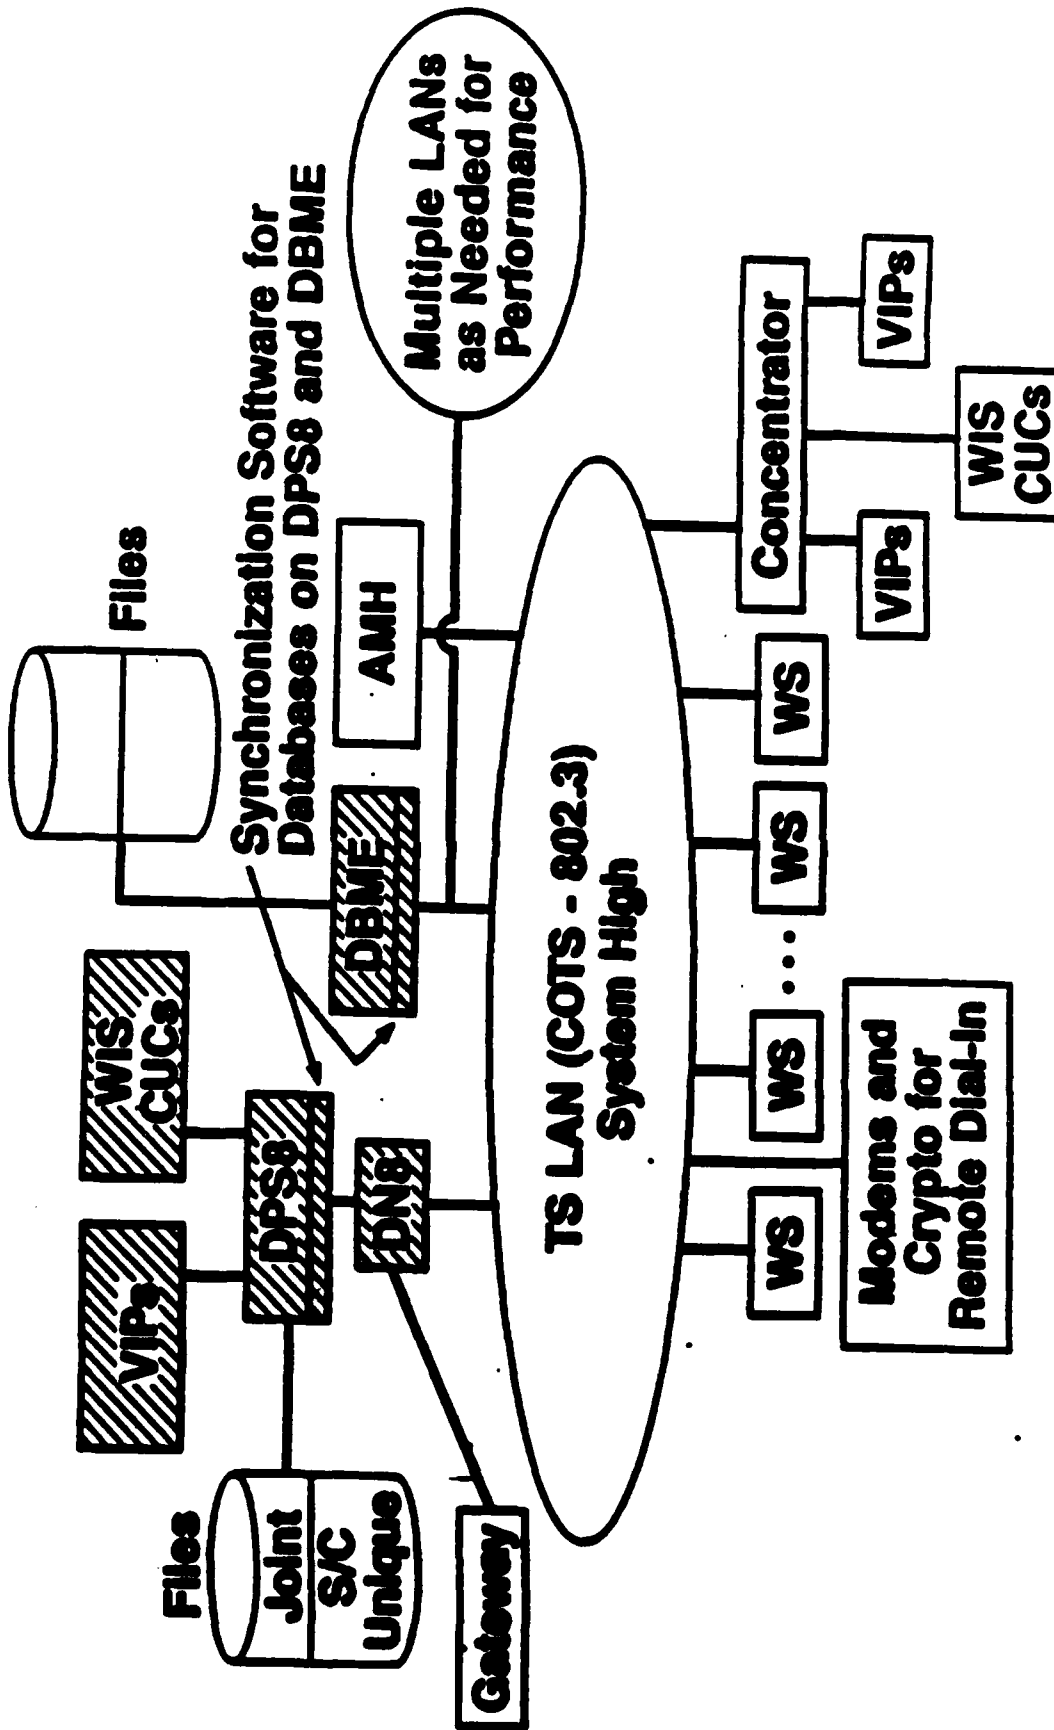 Files
Synchronization Software for
Databases on DPS8 and DBME
VIPs
WIS
CUCs
Files
Joint
S/C
Unique
DPS8
DBME
AMH
Multiple LANs
as Needed for
Performance
DN8
Gateway
TS LAN (COTS - 802.3)
System High
WS
WS
....
WS
WS
Concentrator
Modems and
Crypto for
Remote Dial-In
VIPs
VIPs
WIS
CUCs